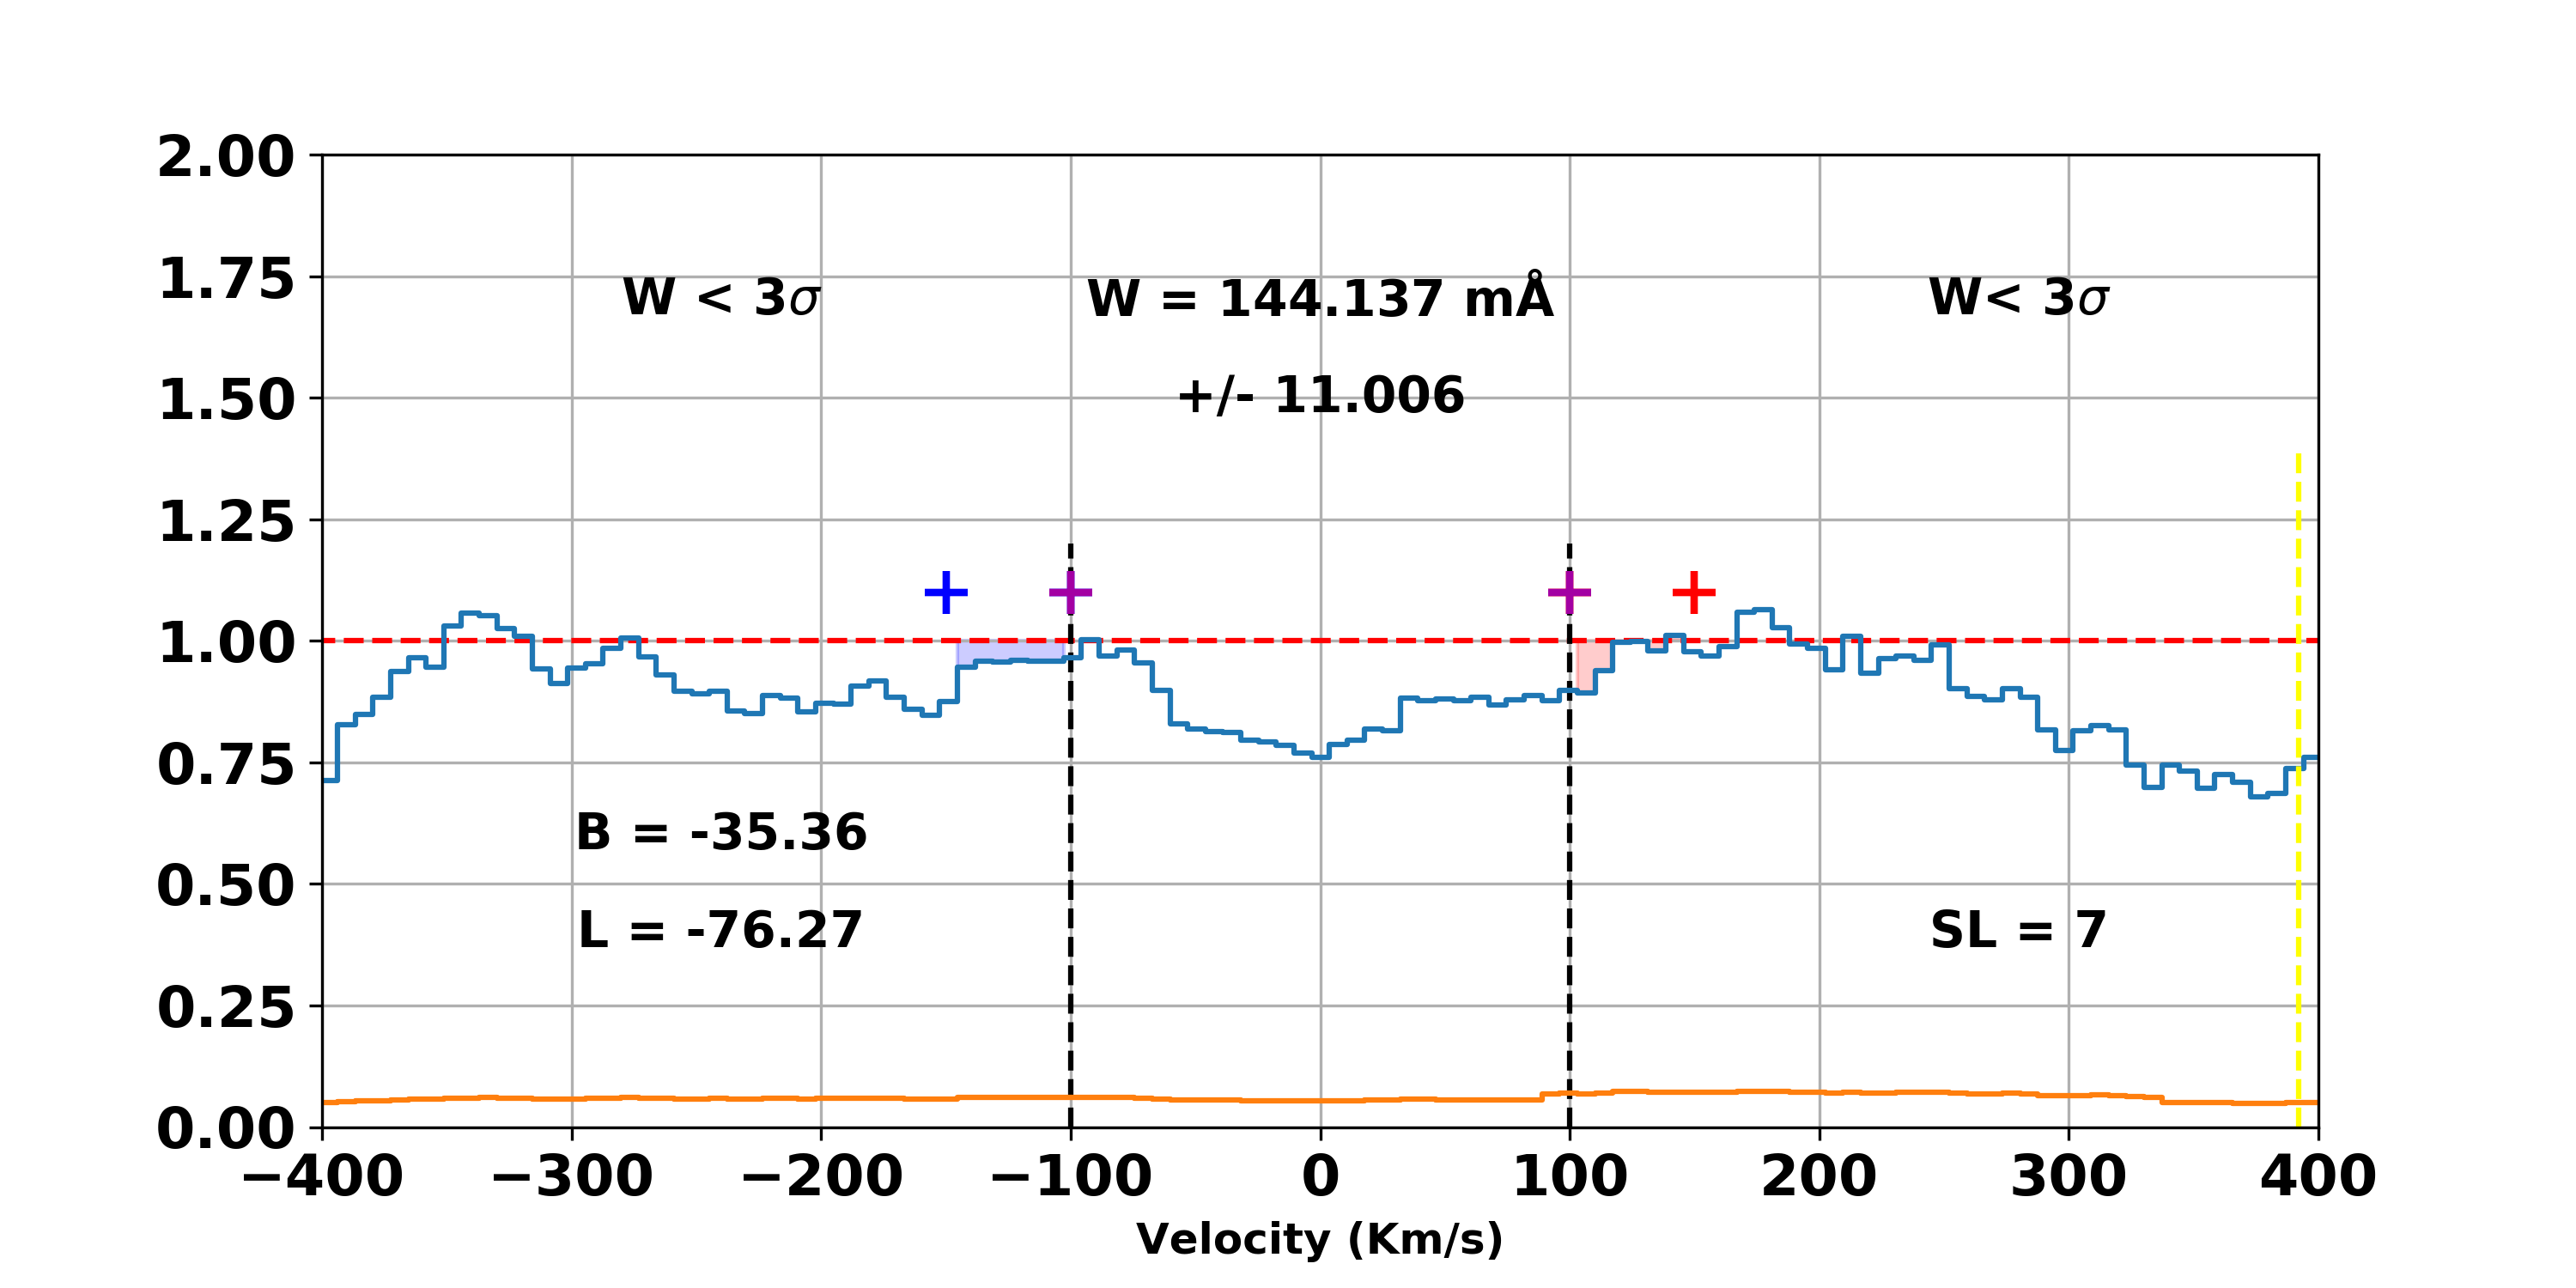 2.00
1.75
W < 3σ
W = 144.137 mÅ
W< 3σ
1.50
+/- 11.006
1.25
1.00
0.75
B = -35.36
0.50
L = -76.27
SL = 7
0.25
0.00
−400 −300 −200 −100 0 100 200 300 400
Velocity (Km/s)